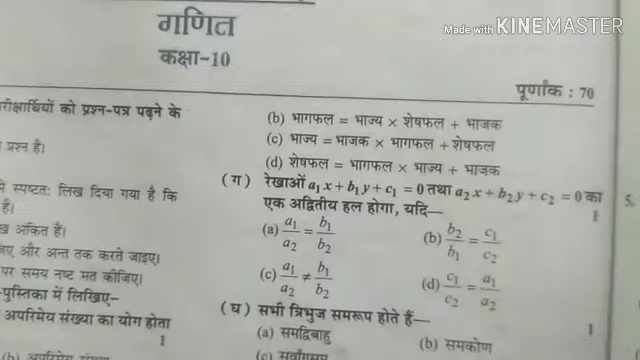 Made with KINEMASTER
गणित
कक्षा-10
पूर्णांक : 70
रीक्षार्थियों को प्रश्न-पत्र पढ़ने के
प्रश्न हैं।
स्पष्टतः लिख दिया गया है कि
हैं।
अंकित हैं।
और अन्त तक करते जाइए।
पर समय नष्ट मत कीजिए।
पुस्तिका में लिखिए–
अपरिमेय संख्या का योग होता
1
(b) अपरिमेय संख्या
(b) भागफल = भाज्य × शेषफल + भाजक
(c) भाज्य = भाजक × भागफल + शेषफल
(d) शेषफल = भागफल × भाज्य + भाजक
(ग) रेखाओं a₁x + b₁y + c₁ = 0 तथा a₂x + b₂y + c₂ = 0 का
एक अद्वितीय हल होगा, यदि— 1
(a) a₁/a₂ = b₁/b₂ (b) b₂/b₁ = c₁/c₂
(c) a₁/a₂ ≠ b₁/b₂ (d) c₁/c₂ = a₁/a₂
(घ) सभी त्रिभुज समरूप होते हैं— 1
(a) समद्विबाहु (b) समकोण
(c) सर्वांगसम
5.